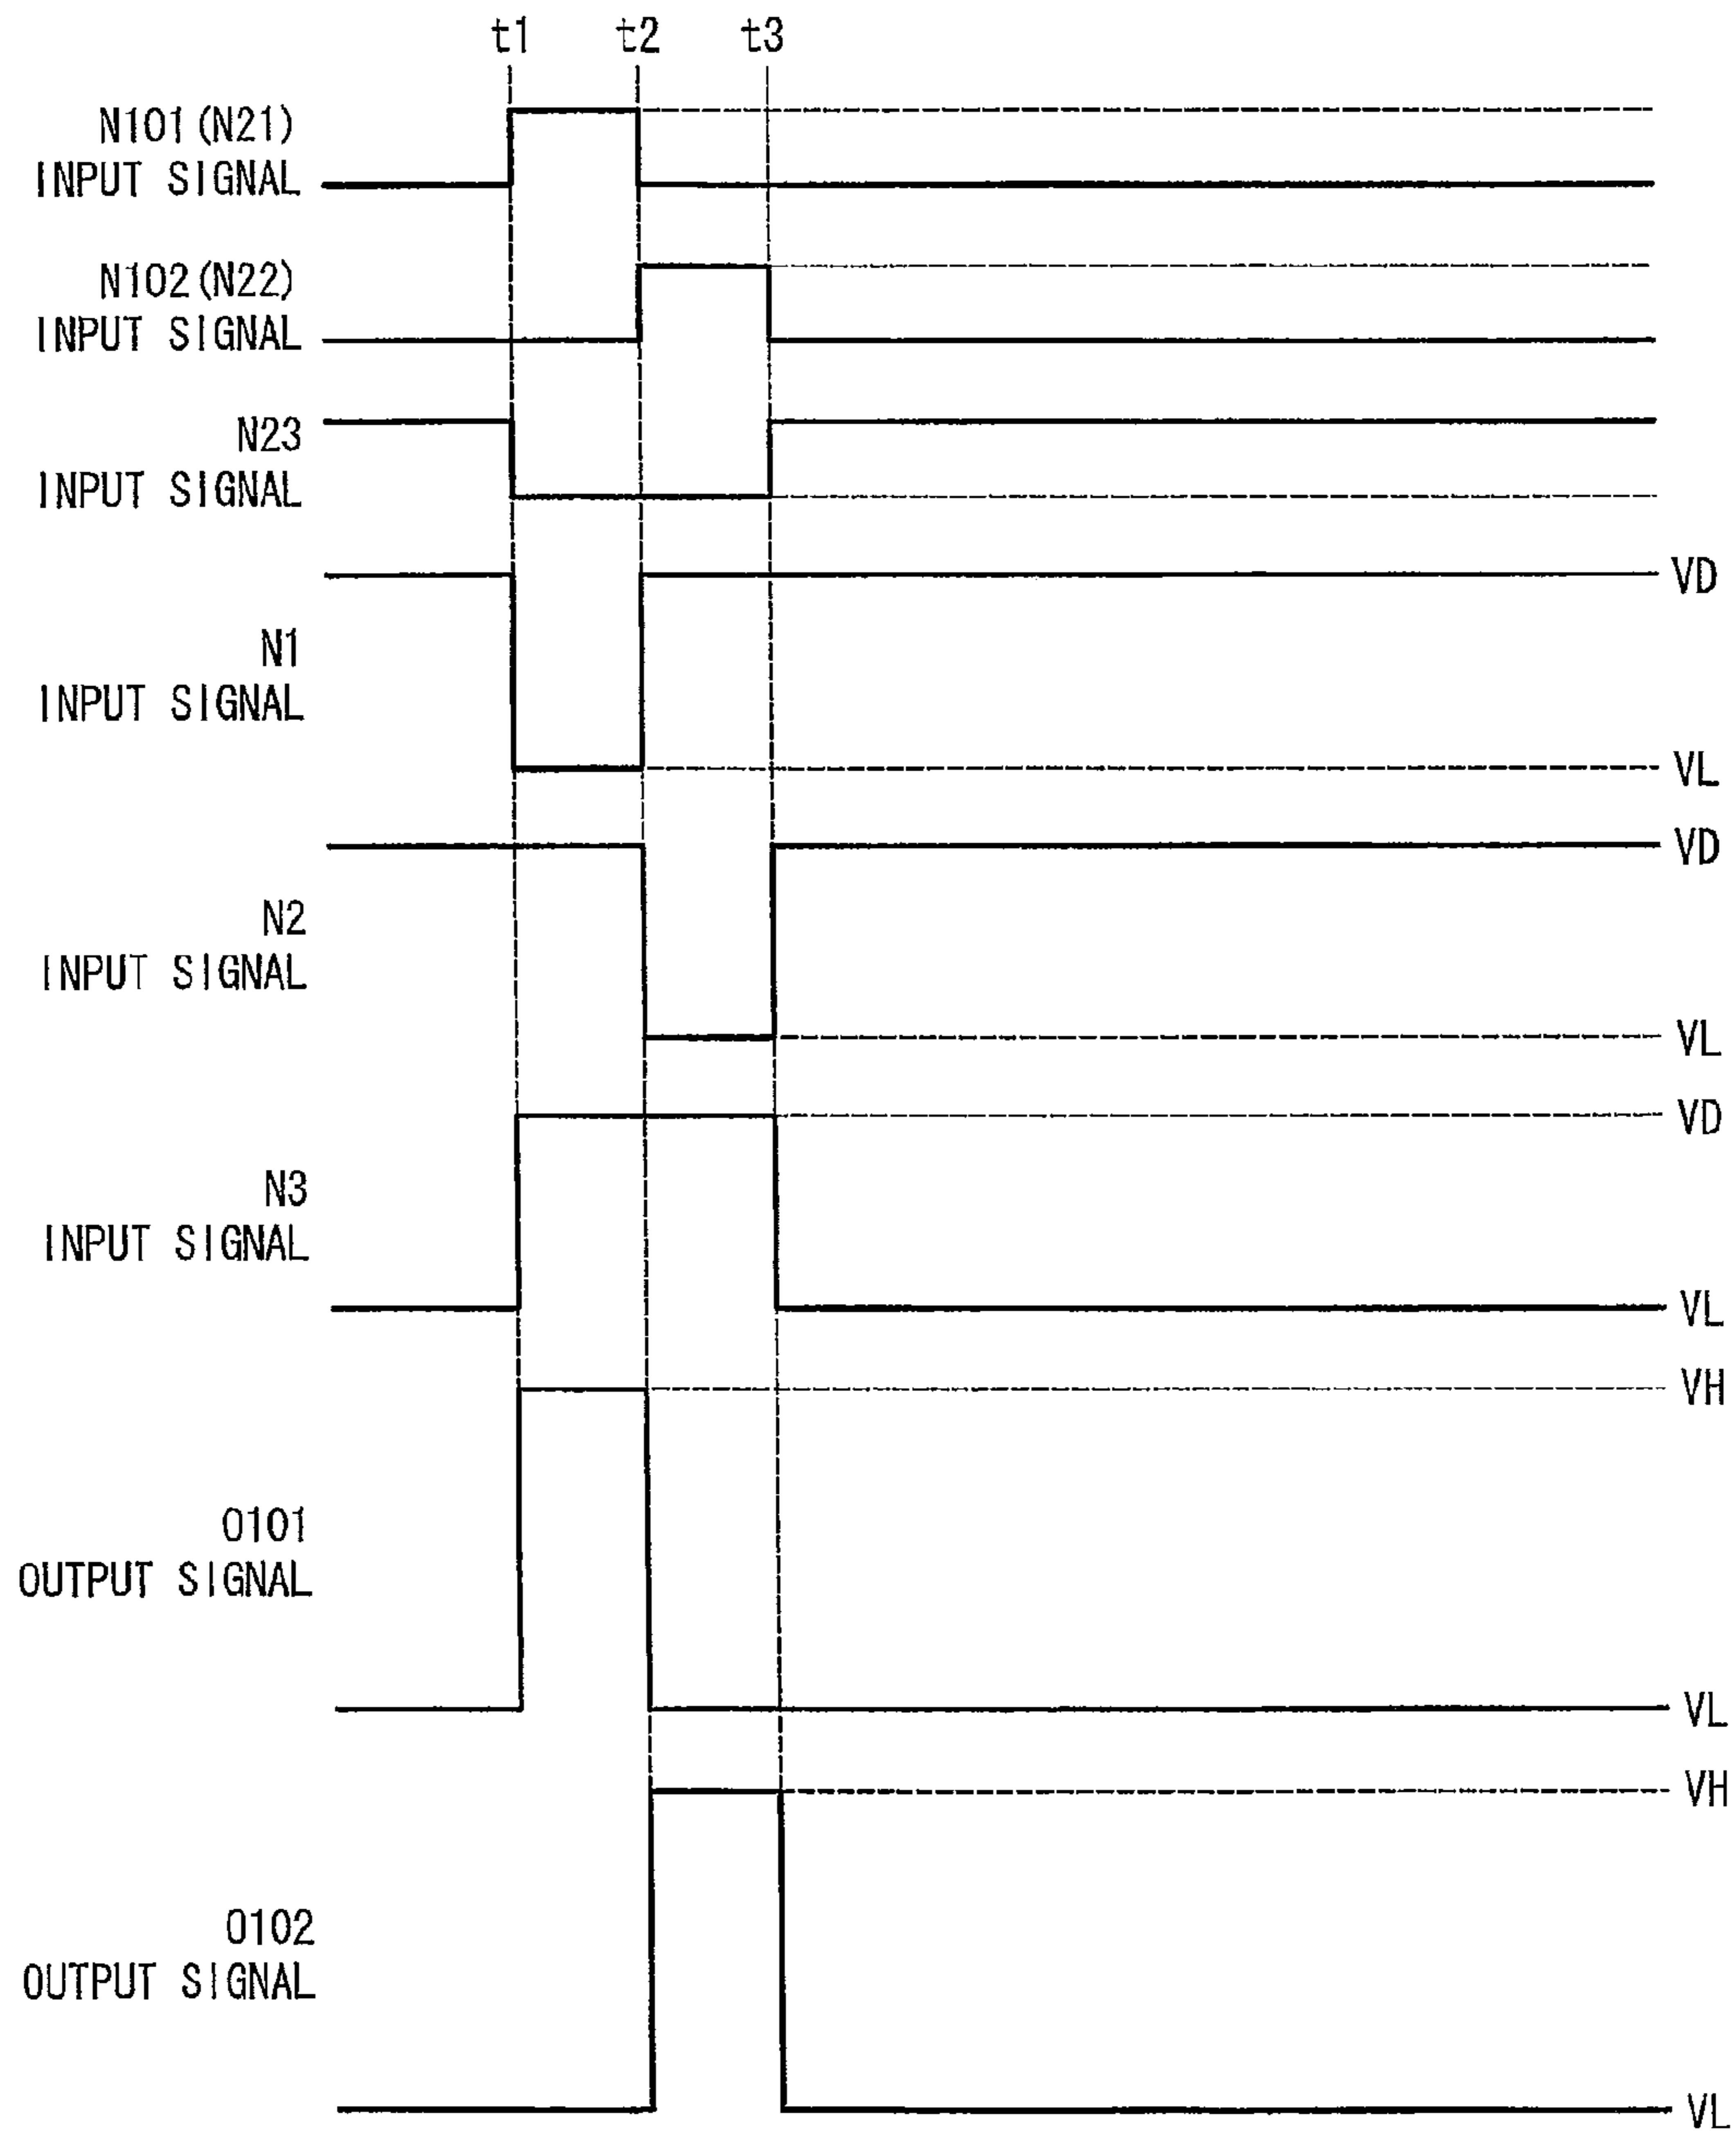 t1 t2 t3
N101(N21)
INPUT SIGNAL
N102(N22)
INPUT SIGNAL
N23
INPUT SIGNAL
VD
N1
INPUT SIGNAL
VL
VD
N2
INPUT SIGNAL
VL
VD
N3
INPUT SIGNAL
VL
VH
O101
OUTPUT SIGNAL
VL
VH
O102
OUTPUT SIGNAL
VL